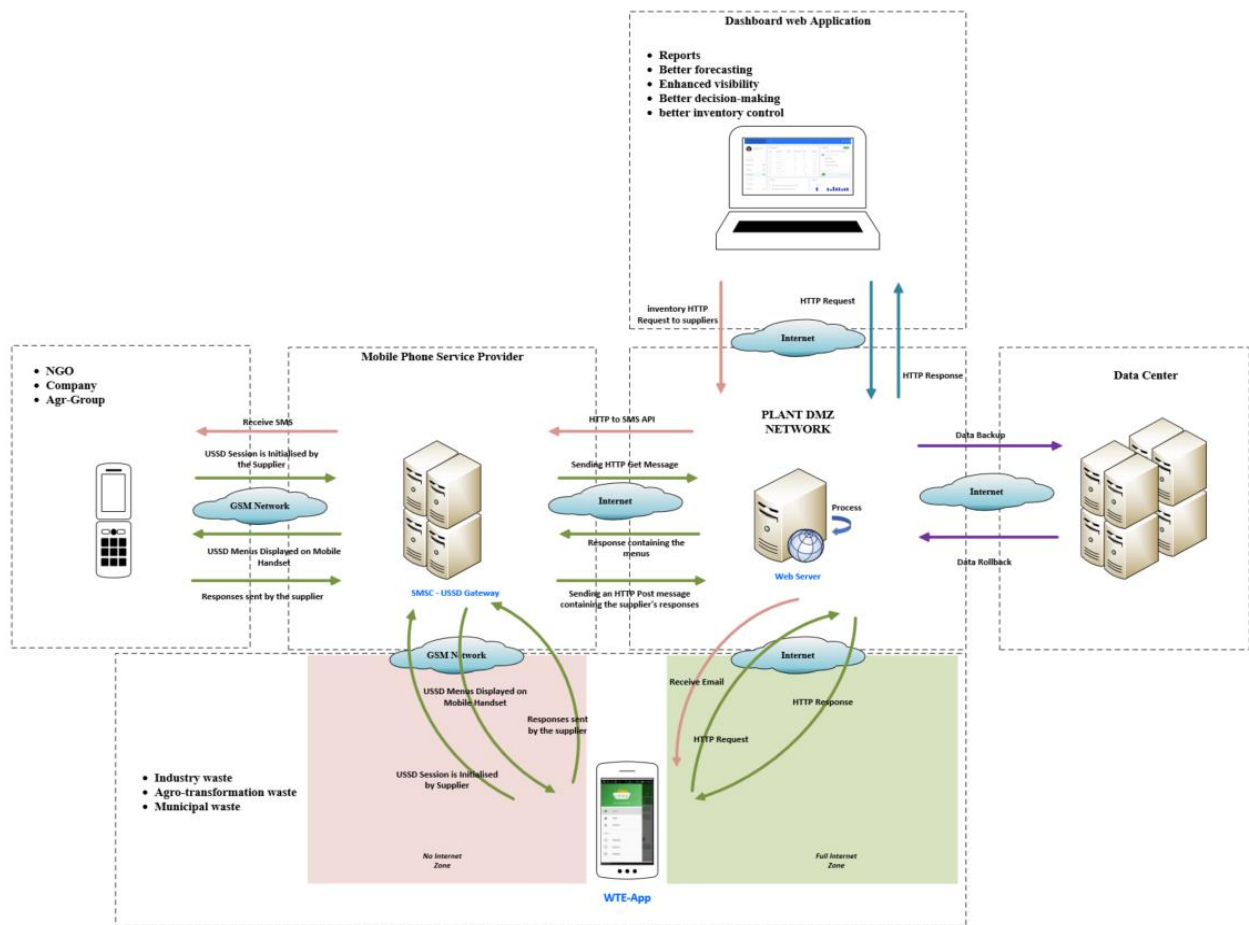 Dashboard web Application
• Reports
• Better forecasting
• Enhanced visibility
• Better decision-making
• better inventory control
inventory HTTP
Request to suppliers
HTTP Request
Internet
HTTP Response
• NGO
• Company
• Agr-Group
Receive SMS
USSD Session is Initialised by
the Supplier
GSM Network
USSD Menus Displayed on Mobile
Handset
Responses sent by the supplier
Mobile Phone Service Provider
SMSC - USSD Gateway
HTTP to SMS API
Sending HTTP Get Message
Internet
Response containing the
menus
Sending an HTTP Post message
containing the supplier's responses
PLANT DMZ
NETWORK
Process
Web Server
Data Backup
Internet
Data Rollback
Data Center
GSM Network
USSD Menus Displayed on
Mobile Handset
Responses sent
by the supplier
USSD Session is Initialised
by Supplier
No Internet
Zone
Internet
Receive Email
HTTP Response
HTTP Request
Full Internet
Zone
• Industry waste
• Agro-transformation waste
• Municipal waste
WTE-App